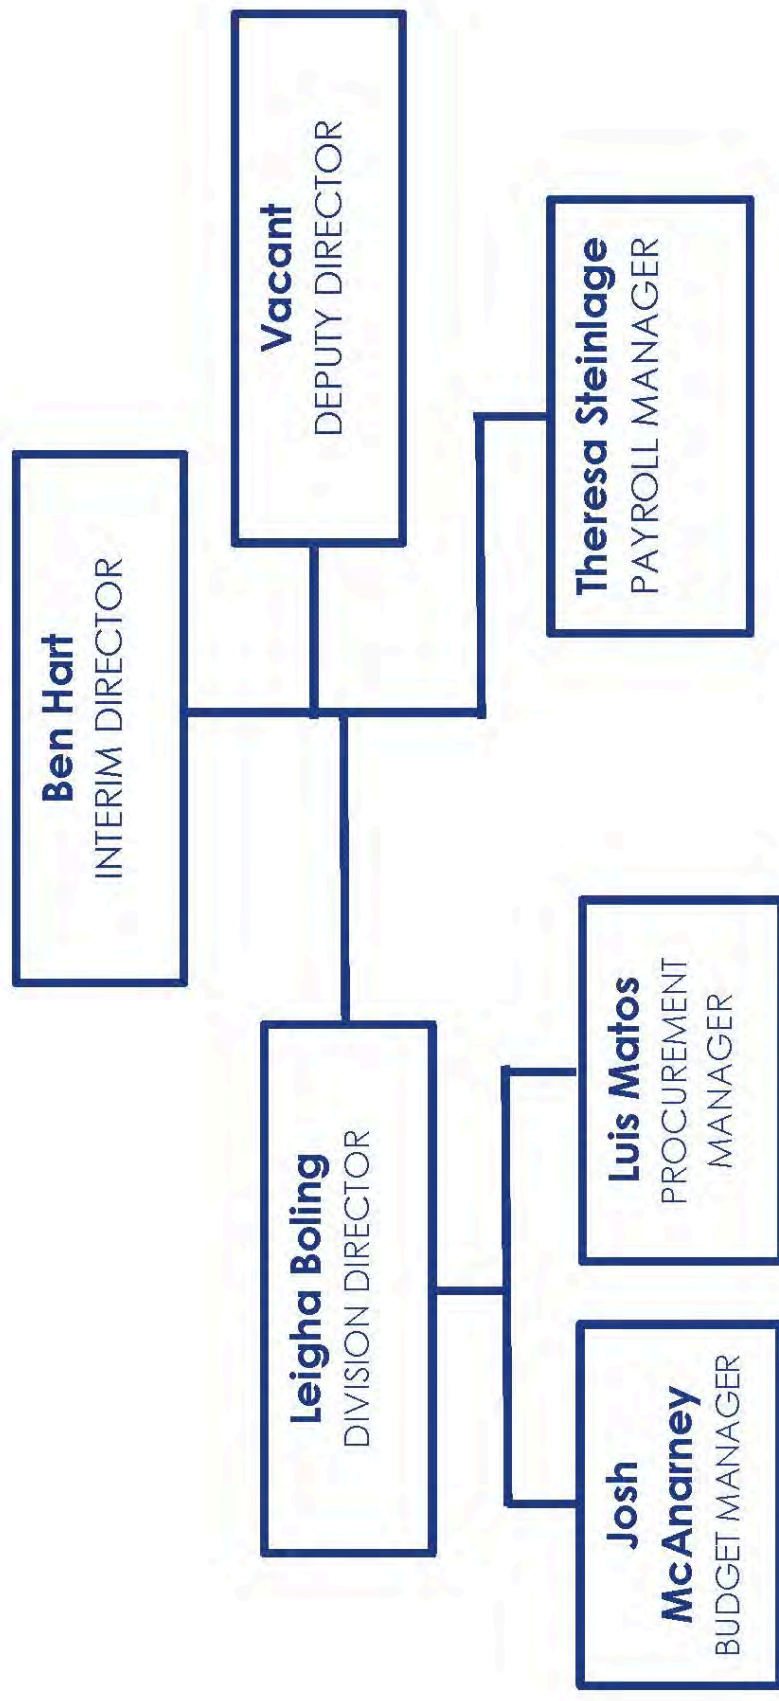 Ben Hart
INTERIM DIRECTOR
Vacant
DEPUTY DIRECTOR
Leigha Boling
DIVISION DIRECTOR
Theresa Steinlage
PAYROLL MANAGER
Josh
McAnarney
BUDGET MANAGER
Luis Matos
PROCUREMENT
MANAGER